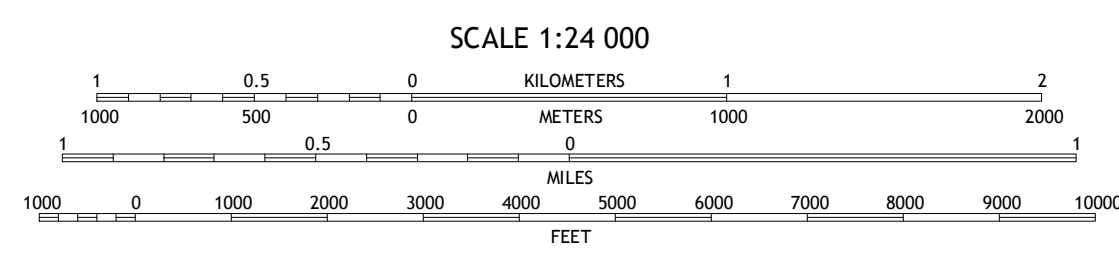 SCALE 1:24 000
1 0.5 0 KILOMETERS 1 2
1000 500 0 METERS 1000 2000
1 0.5 0 1
MILES
1000 0 1000 2000 3000 4000 5000 6000 7000 8000 9000 10000
FEET